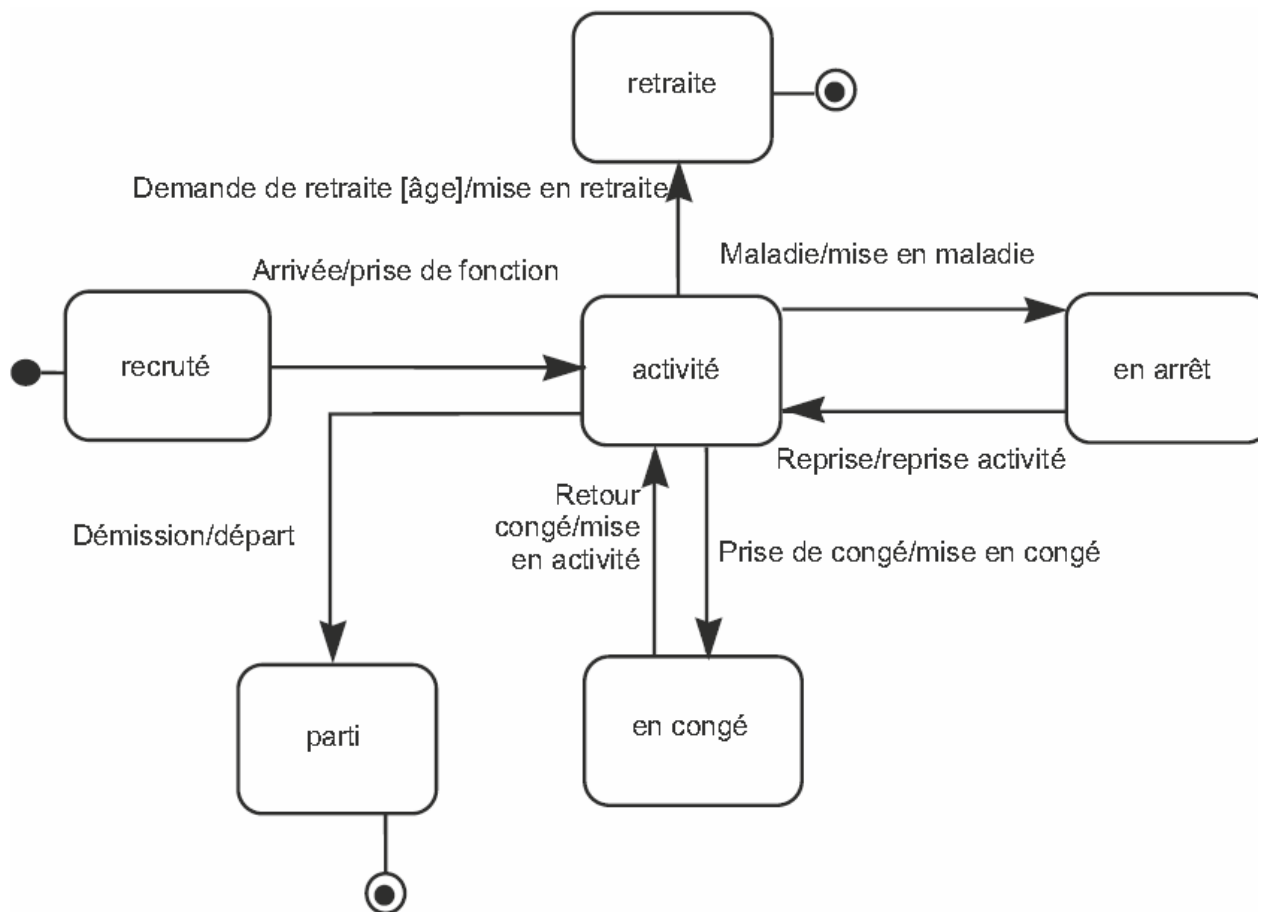 retraite
Demande de retraite [âge]/mise en retraite
Maladie/mise en maladie
Arrivée/prise de fonction
recruté
activité
en arrêt
Reprise/reprise activité
Retour
congé/mise
en activité
Démission/départ
Prise de congé/mise en congé
parti
en congé